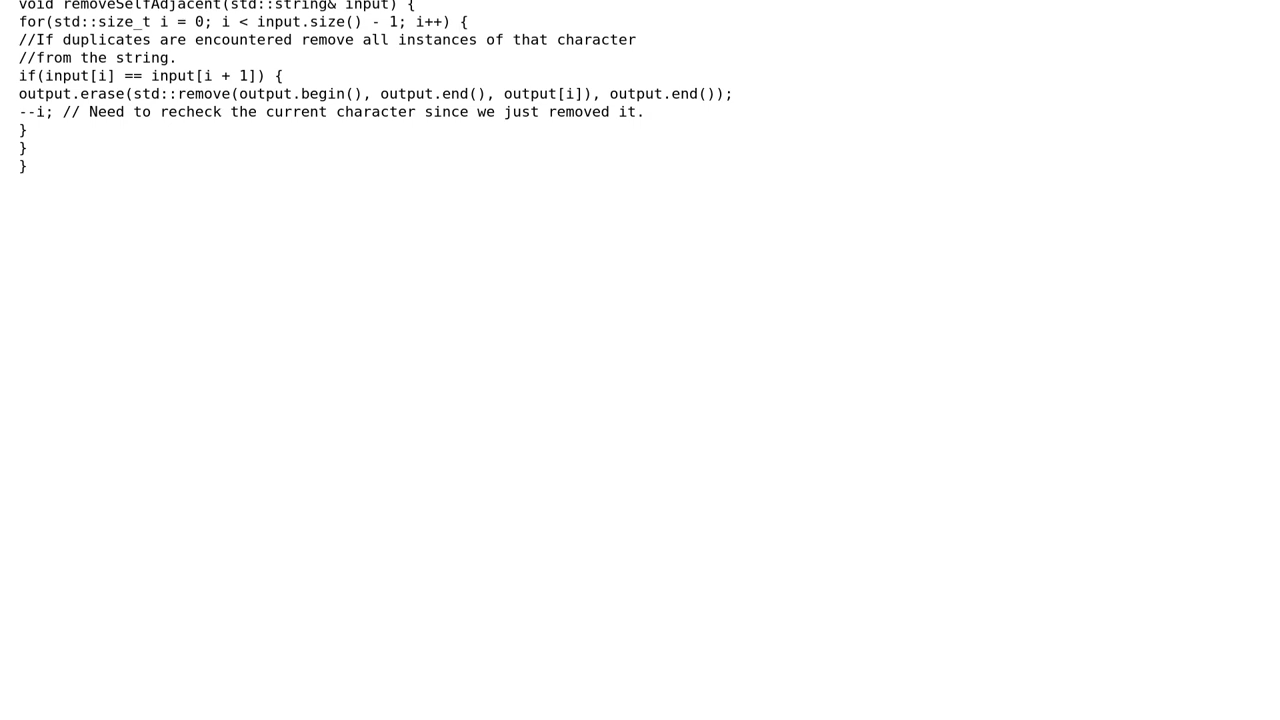 void removeSelfAdjacent(std::string& input) {
for(std::size_t i = 0; i < input.size() - 1; i++) {
//If duplicates are encountered remove all instances of that character
//from the string.
if(input[i] == input[i + 1]) {
output.erase(std::remove(output.begin(), output.end(), output[i]), output.end());
--i; // Need to recheck the current character since we just removed it.
}
}
}